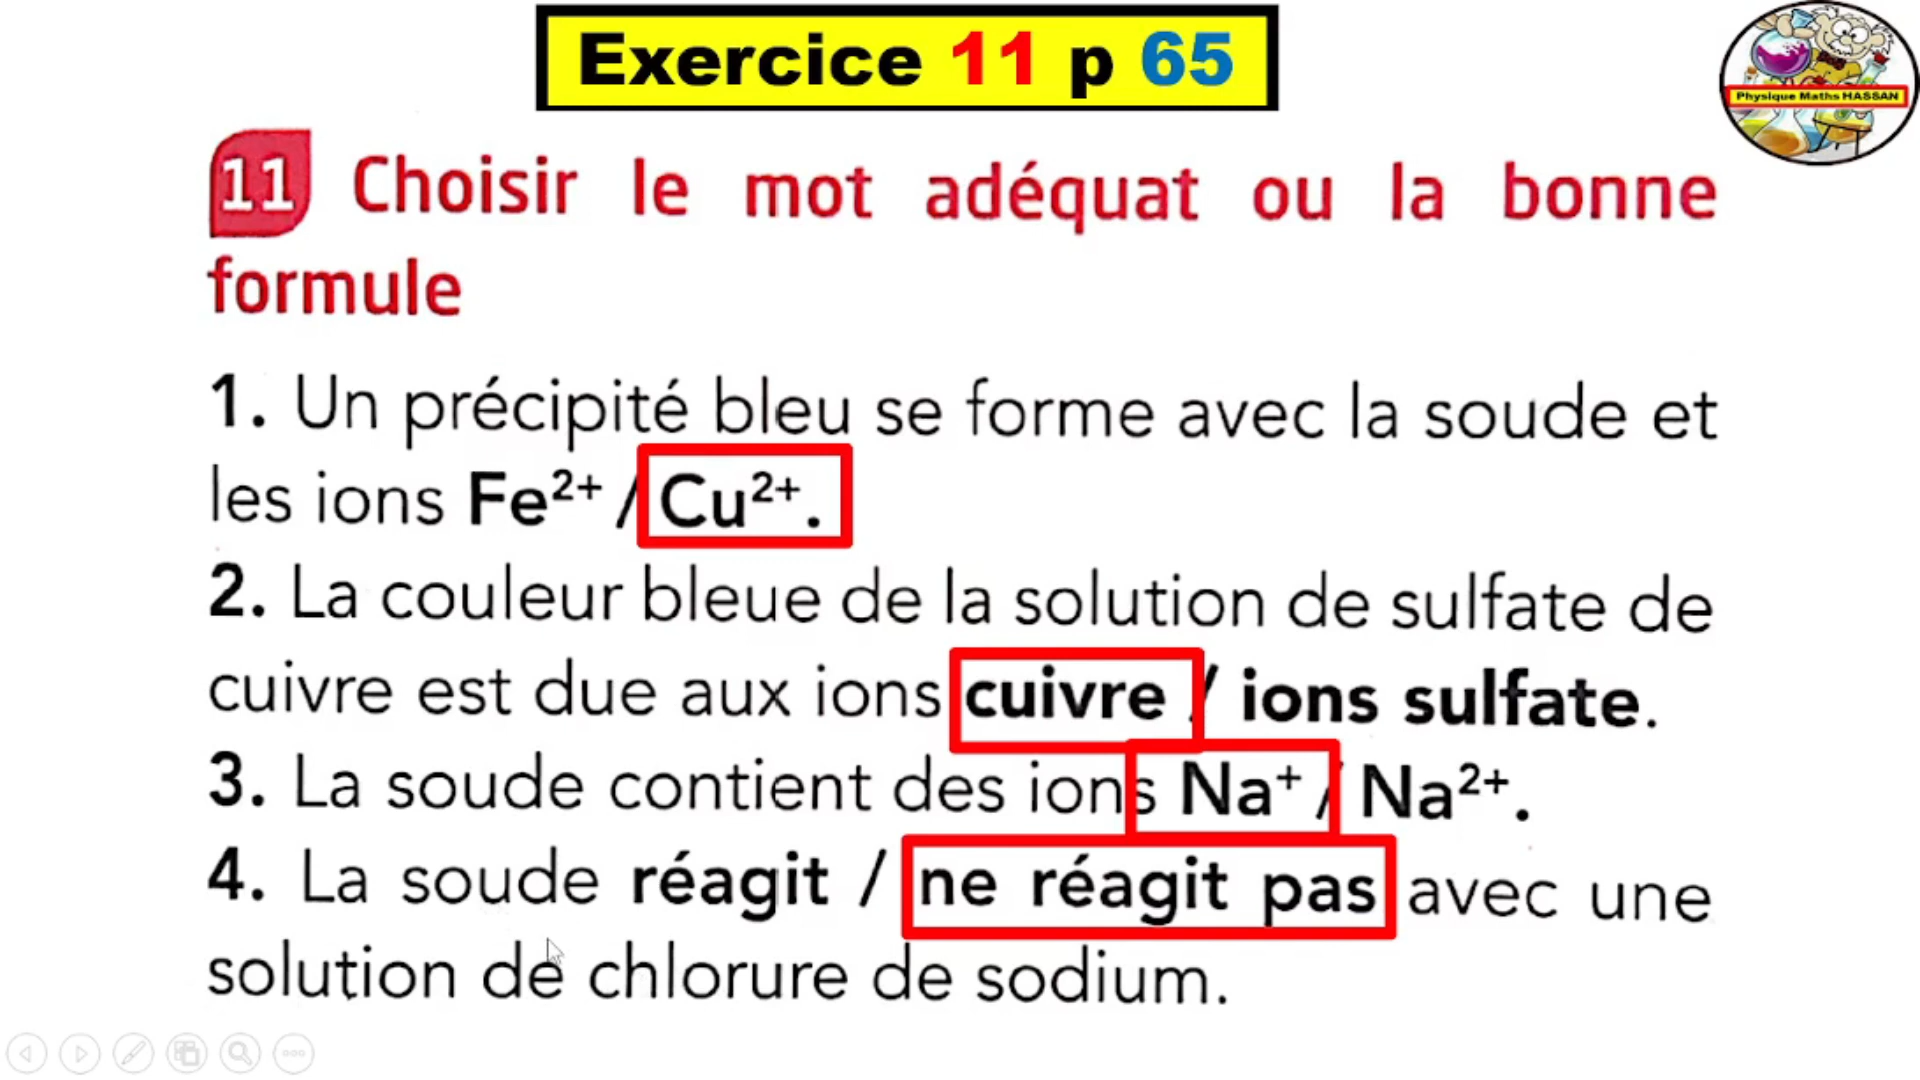 Exercice 11 p 65
Physique Maths HASSAN
11 Choisir le mot adéquat ou la bonne
formule
1. Un précipité bleu se forme avec la soude et
les ions Fe²⁺ / Cu²⁺.
2. La couleur bleue de la solution de sulfate de
cuivre est due aux ions cuivre / ions sulfate.
3. La soude contient des ions Na⁺ / Na²⁺.
4. La soude réagit / ne réagit pas avec une
solution de chlorure de sodium.